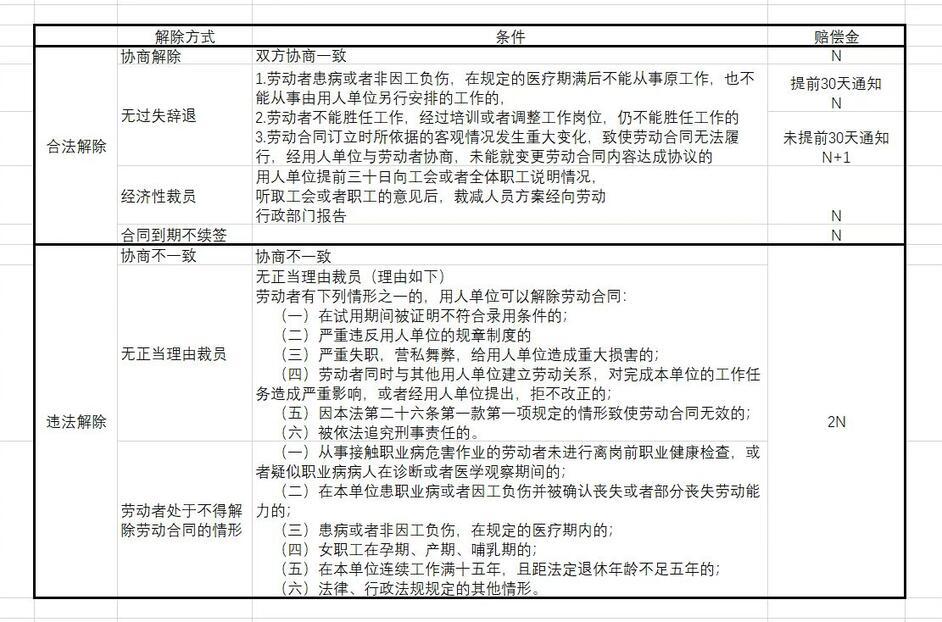 解除方式 条件 赔偿金
合法解除
协商解除 双方协商一致 N
无过失辞退
1.劳动者患病或者非因工负伤，在规定的医疗期满后不能从事原工作，也不
能从事由用人单位另行安排的工作的，
2.劳动者不能胜任工作，经过培训或者调整工作岗位，仍不能胜任工作的
3.劳动合同订立时所依据的客观情况发生重大变化，致使劳动合同无法履
行，经用人单位与劳动者协商，未能就变更劳动合同内容达成协议的
提前30天通知
N
未提前30天通知
N+1
经济性裁员
用人单位提前三十日向工会或者全体职工说明情况，
听取工会或者职工的意见后，裁减人员方案经向劳动
行政部门报告
N
合同到期不续签 N
违法解除
协商不一致 协商不一致
无正当理由裁员
无正当理由裁员（理由如下）
劳动者有下列情形之一的，用人单位可以解除劳动合同：
（一）在试用期间被证明不符合录用条件的；
（二）严重违反用人单位的规章制度的
（三）严重失职，营私舞弊，给用人单位造成重大损害的；
（四）劳动者同时与其他用人单位建立劳动关系，对完成本单位的工作任
务造成严重影响，或者经用人单位提出，拒不改正的；
（五）因本法第二十六条第一款第一项规定的情形致使劳动合同无效的；
（六）被依法追究刑事责任的。
2N
劳动者处于不得解
除劳动合同的情形
（一）从事接触职业病危害作业的劳动者未进行离岗前职业健康检查，或
者疑似职业病病人在诊断或者医学观察期间的；
（二）在本单位患职业病或者因工负伤并被确认丧失或者部分丧失劳动能
力的；
（三）患病或者非因工负伤，在规定的医疗期内的；
（四）女职工在孕期、产期、哺乳期的；
（五）在本单位连续工作满十五年，且距法定退休年龄不足五年的；
（六）法律、行政法规规定的其他情形。